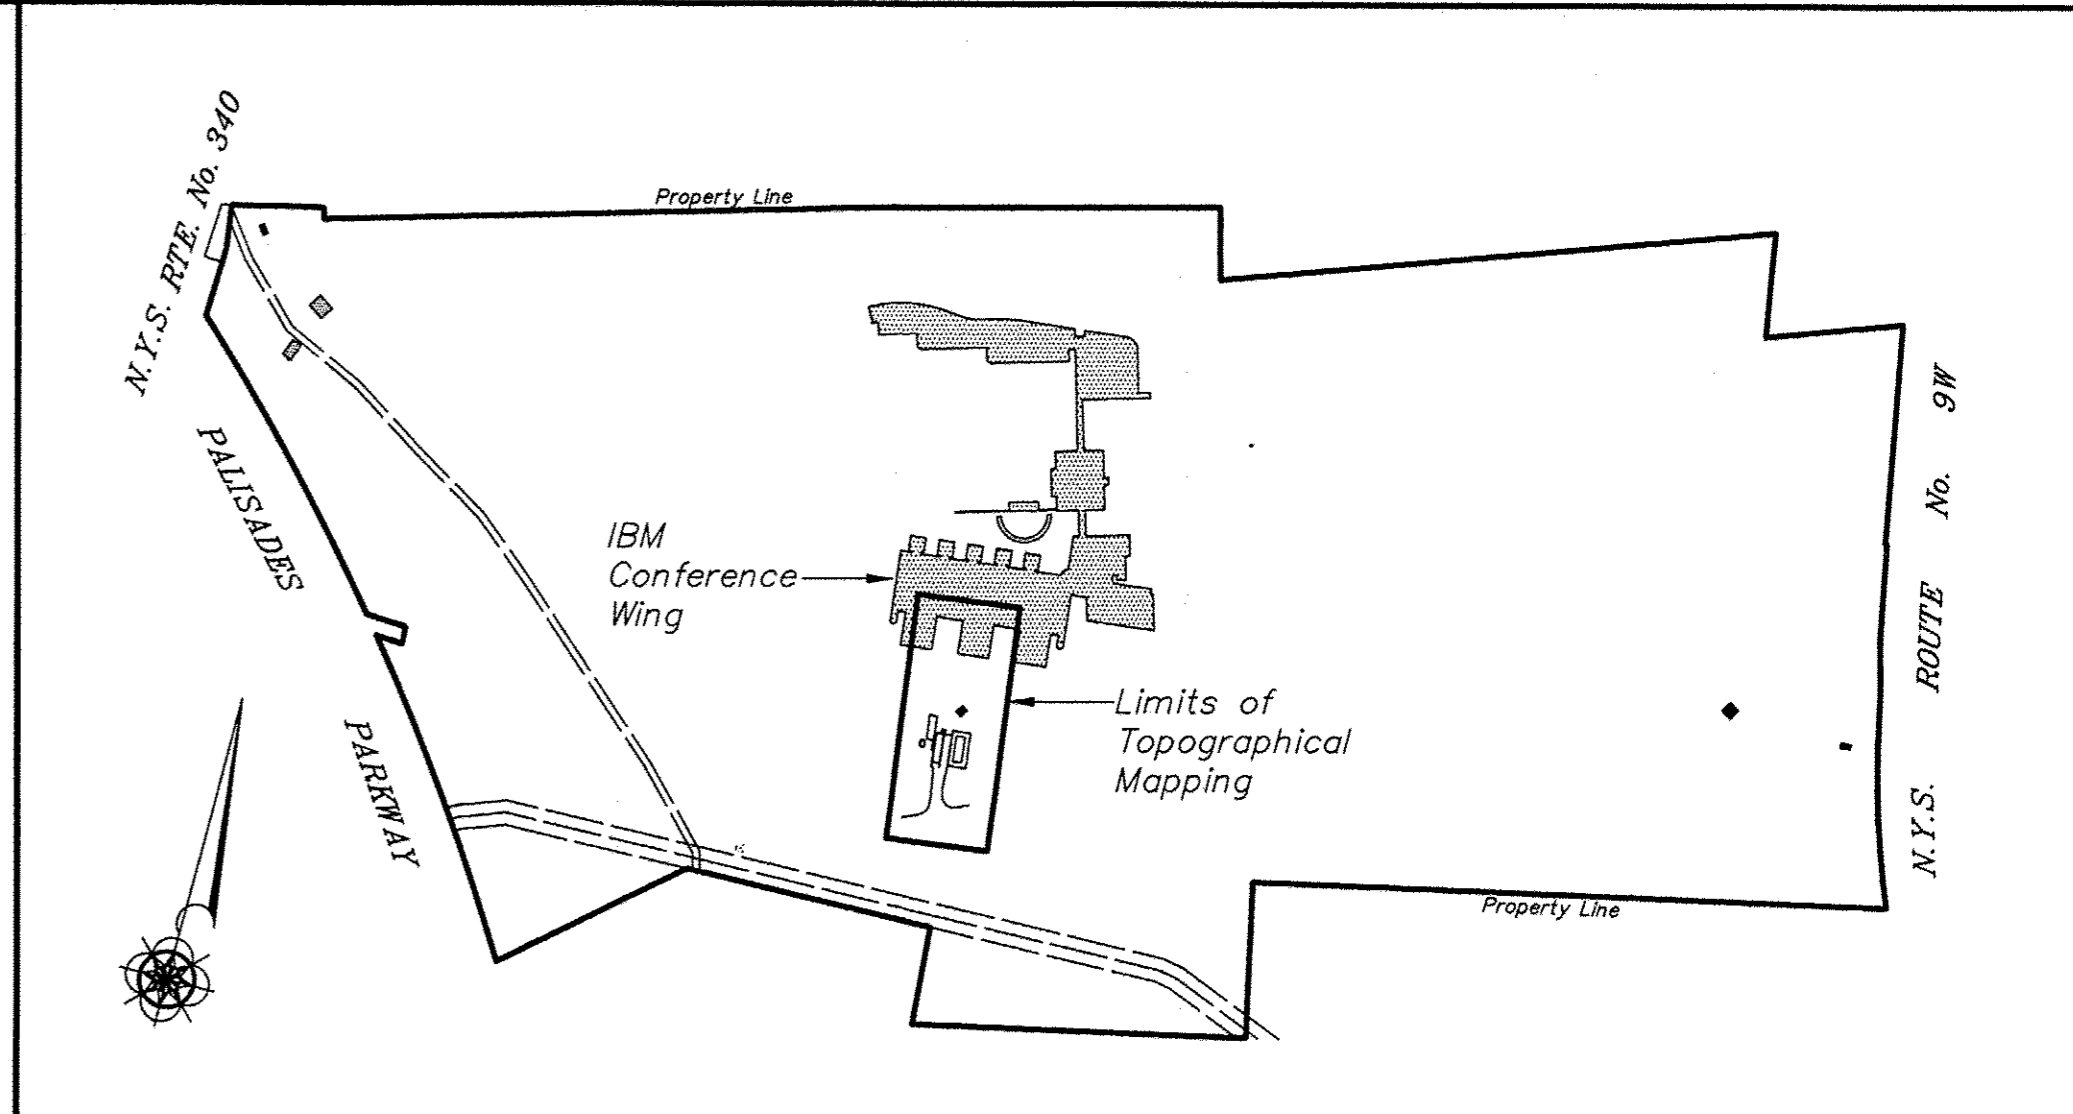 N.Y.S. RTE. No. 340
Property Line
PALISADES
PARKWAY
IBM
Conference
Wing
Limits of
Topographical
Mapping
Property Line
N.Y.S. ROUTE No. 9W